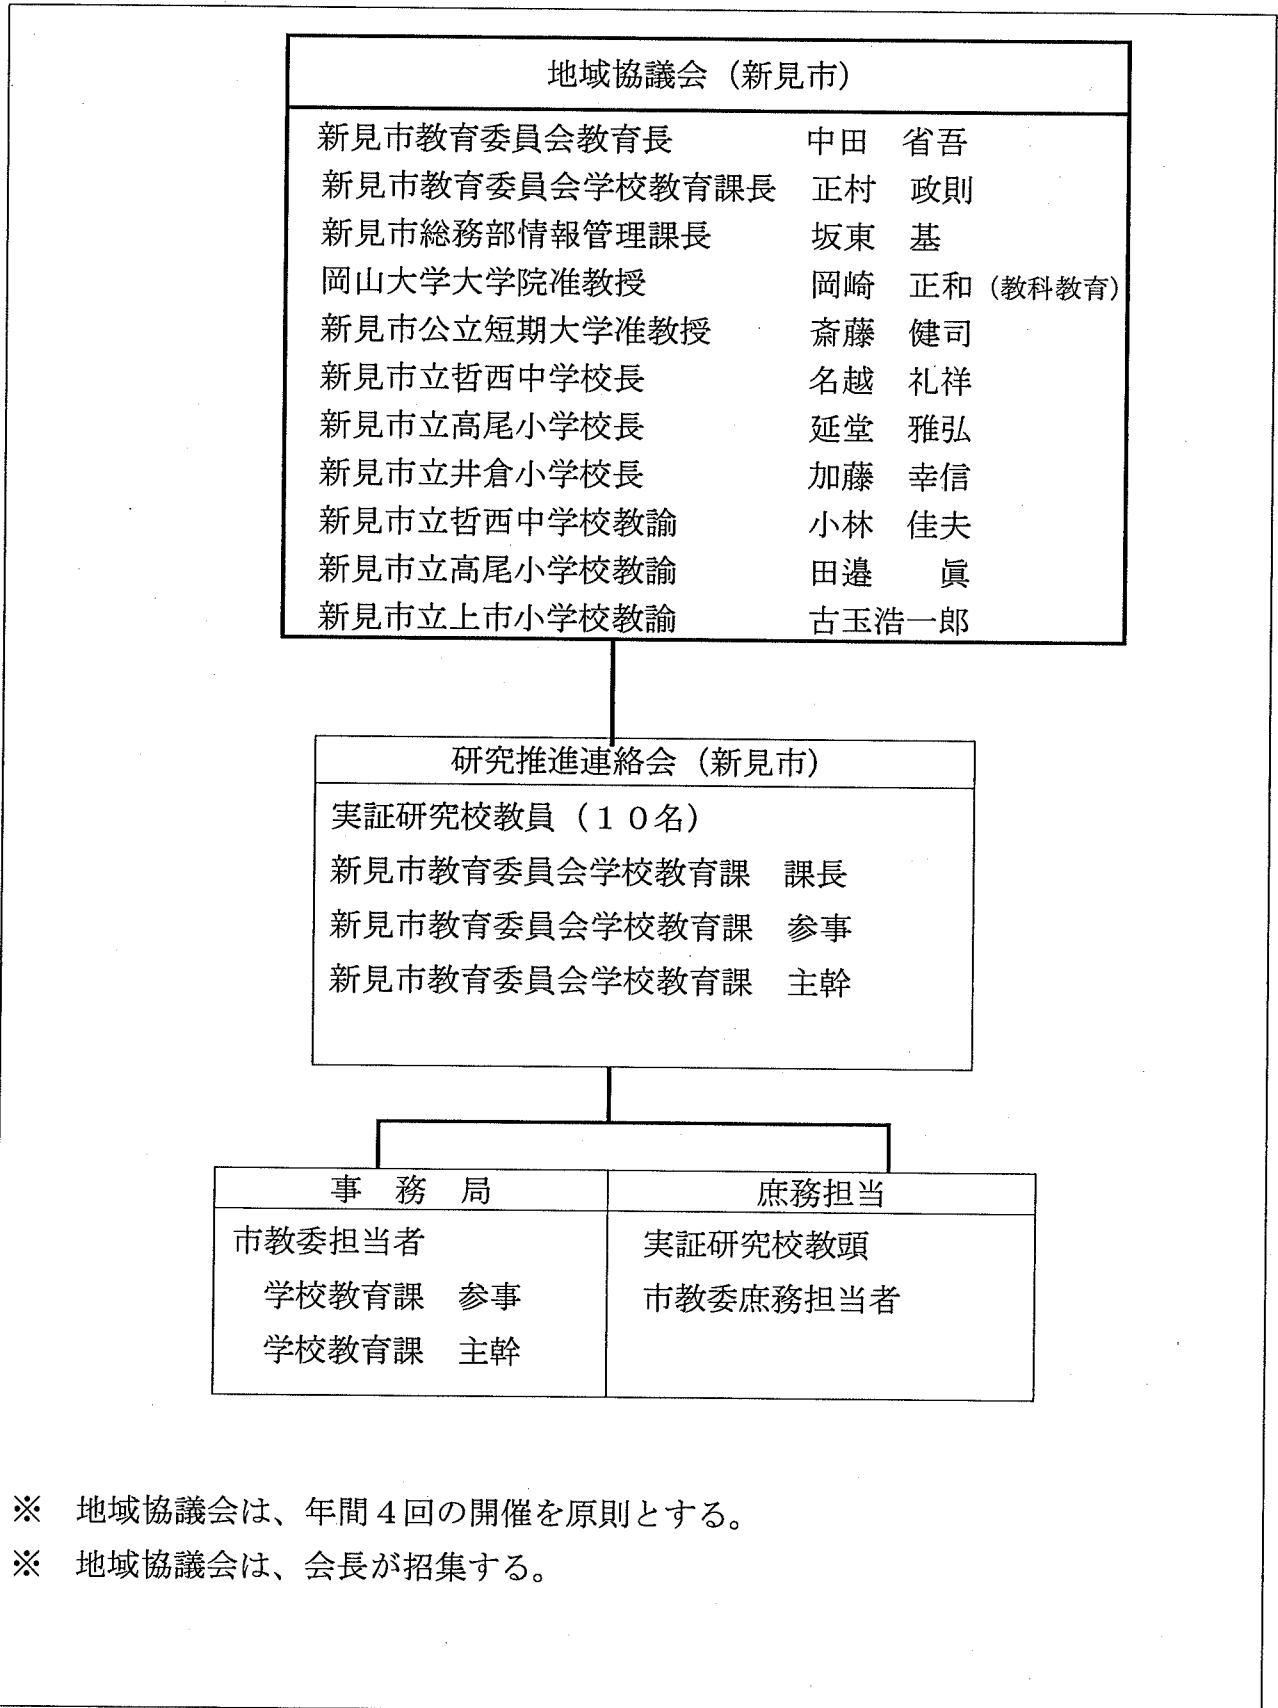 地域協議会（新見市）
新見市教育委員会教育長　中田　省吾
新見市教育委員会学校教育課長　正村　政則
新見市総務部情報管理課長　坂東　基
岡山大学大学院准教授　岡崎　正和（教科教育）
新見市公立短期大学准教授　斎藤　健司
新見市立哲西中学校長　名越　礼祥
新見市立高尾小学校長　延堂　雅弘
新見市立井倉小学校長　加藤　幸信
新見市立哲西中学校教諭　小林　佳夫
新見市立高尾小学校教諭　田邉　眞
新見市立上市小学校教諭　古玉浩一郎
研究推進連絡会（新見市）
実証研究校教員（１０名）
新見市教育委員会学校教育課　課長
新見市教育委員会学校教育課　参事
新見市教育委員会学校教育課　主幹
事　務　局
市教委担当者
学校教育課　参事
学校教育課　主幹
庶務担当
実証研究校教頭
市教委庶務担当者
※　地域協議会は、年間４回の開催を原則とする。
※　地域協議会は、会長が招集する。